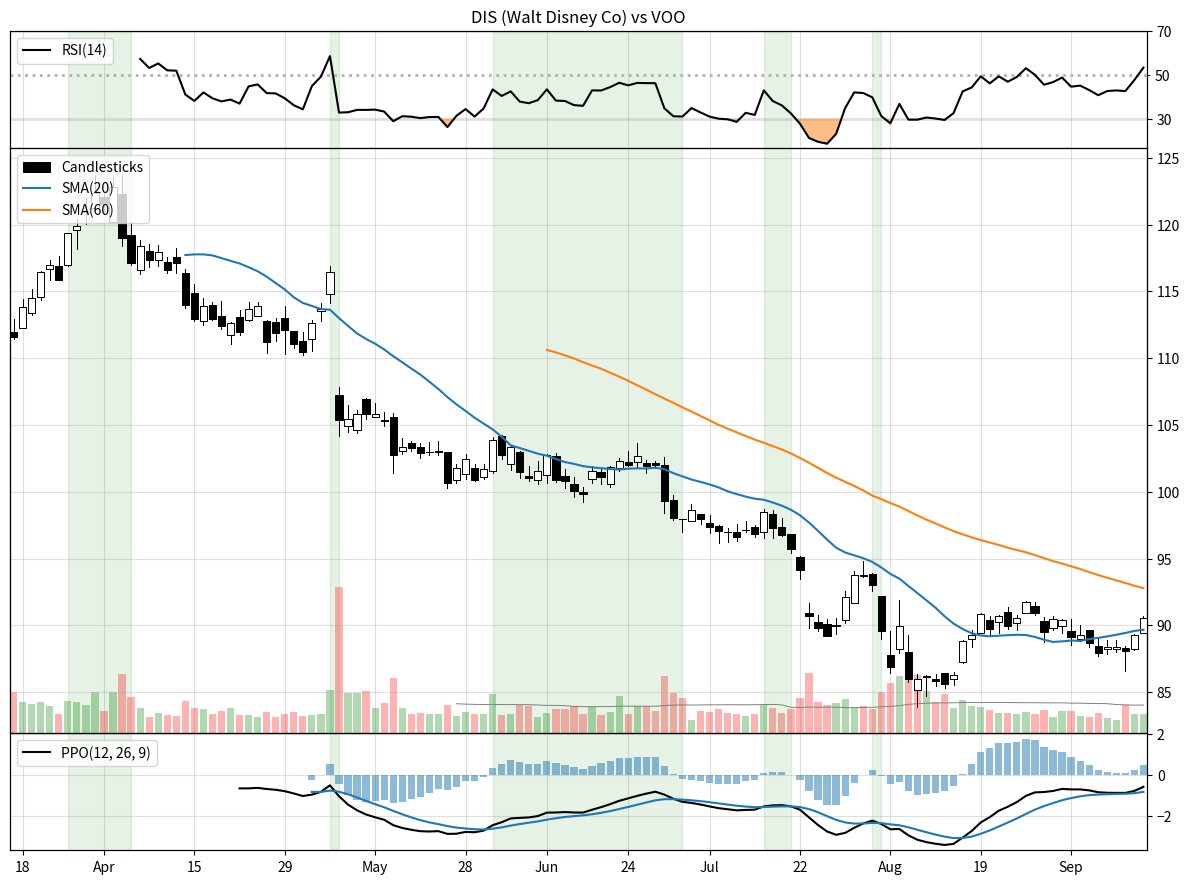 DIS (Walt Disney Co) vs VOO
RSI(14)
70
50
30
Candlesticks
SMA(20)
SMA(60)
125
120
115
110
105
100
95
90
85
PPO(12, 26, 9)
2
0
−2
18 Apr 15 29 May 28 Jun 24 Jul 22 Aug 19 Sep